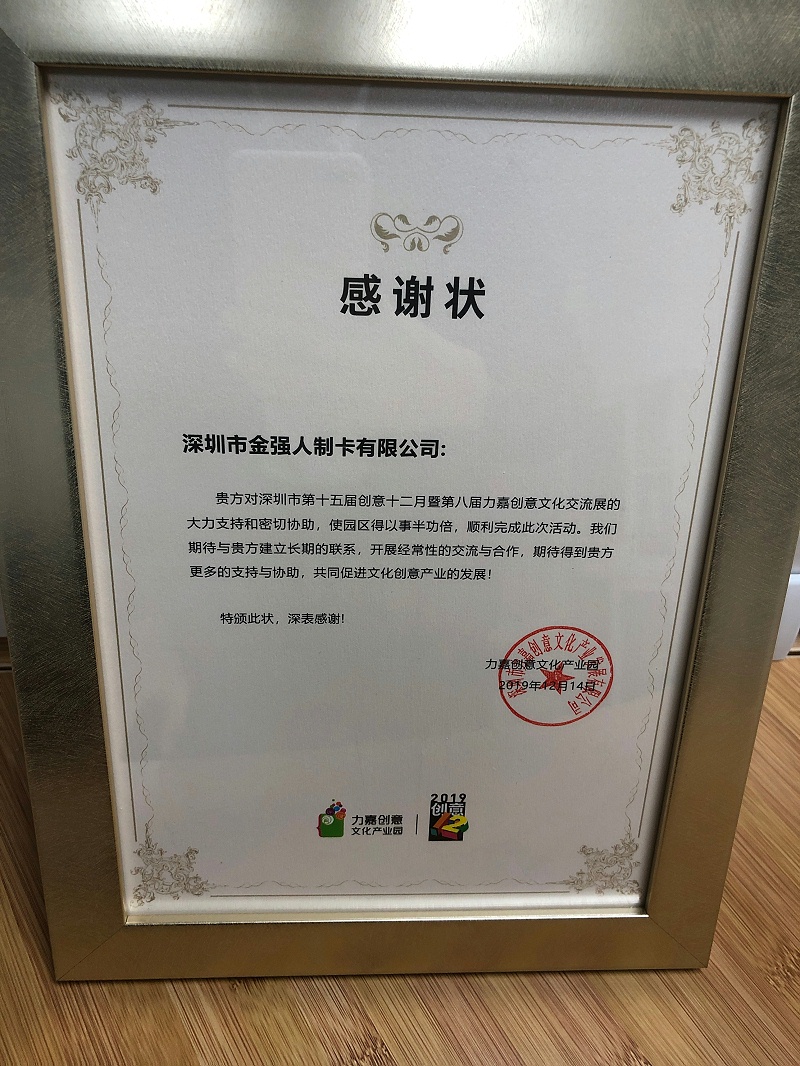 感谢状
深圳市金强人制卡有限公司:
贵方对深圳市第十五届创意十二月暨第八届力嘉创意文化交流展的
大力支持和密切协助，使园区得以事半功倍，顺利完成此次活动。我们
期待与贵方建立长期的联系，开展经常性的交流与合作，期待得到贵方
更多的支持与协助，共同促进文化创意产业的发展！
特颁此状，深表感谢！
力嘉创意文化产业园
2019年12月14日
力嘉创意
文化产业园
2019
创意
12